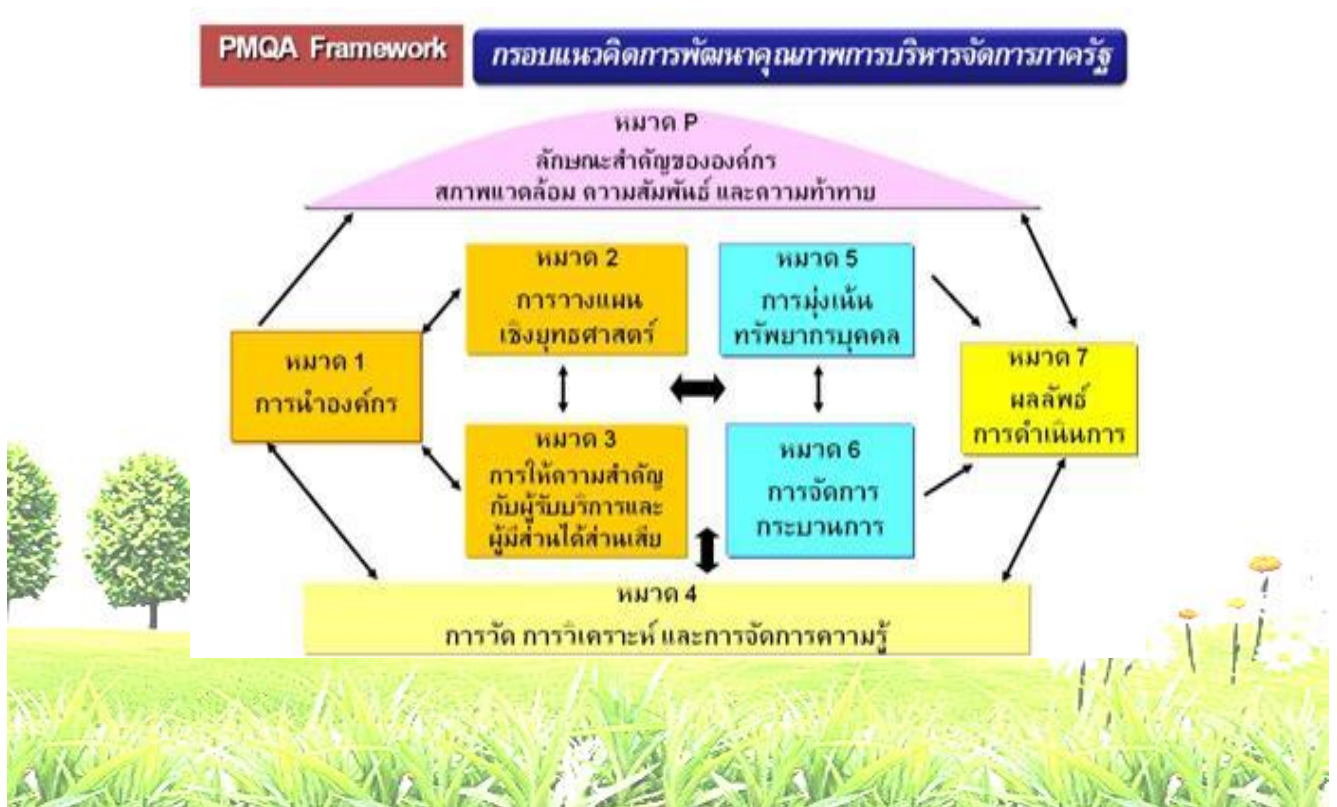 PMQA Framework
กรอบแนวคิดการพัฒนาคุณภาพการบริหารจัดการภาครัฐ
หมวด P
ลักษณะสำคัญขององค์กร
สภาพแวดล้อม ความสัมพันธ์ และความท้าทาย
หมวด 1
การนำองค์กร
หมวด 2
การวางแผน
เชิงยุทธศาสตร์
หมวด 3
การให้ความสำคัญ
กับผู้รับบริการและ
ผู้มีส่วนได้ส่วนเสีย
หมวด 5
การมุ่งเน้น
ทรัพยากรบุคคล
หมวด 6
การจัดการ
กระบวนการ
หมวด 7
ผลลัพธ์
การดำเนินการ
หมวด 4
การวัด การวิเคราะห์ และการจัดการความรู้